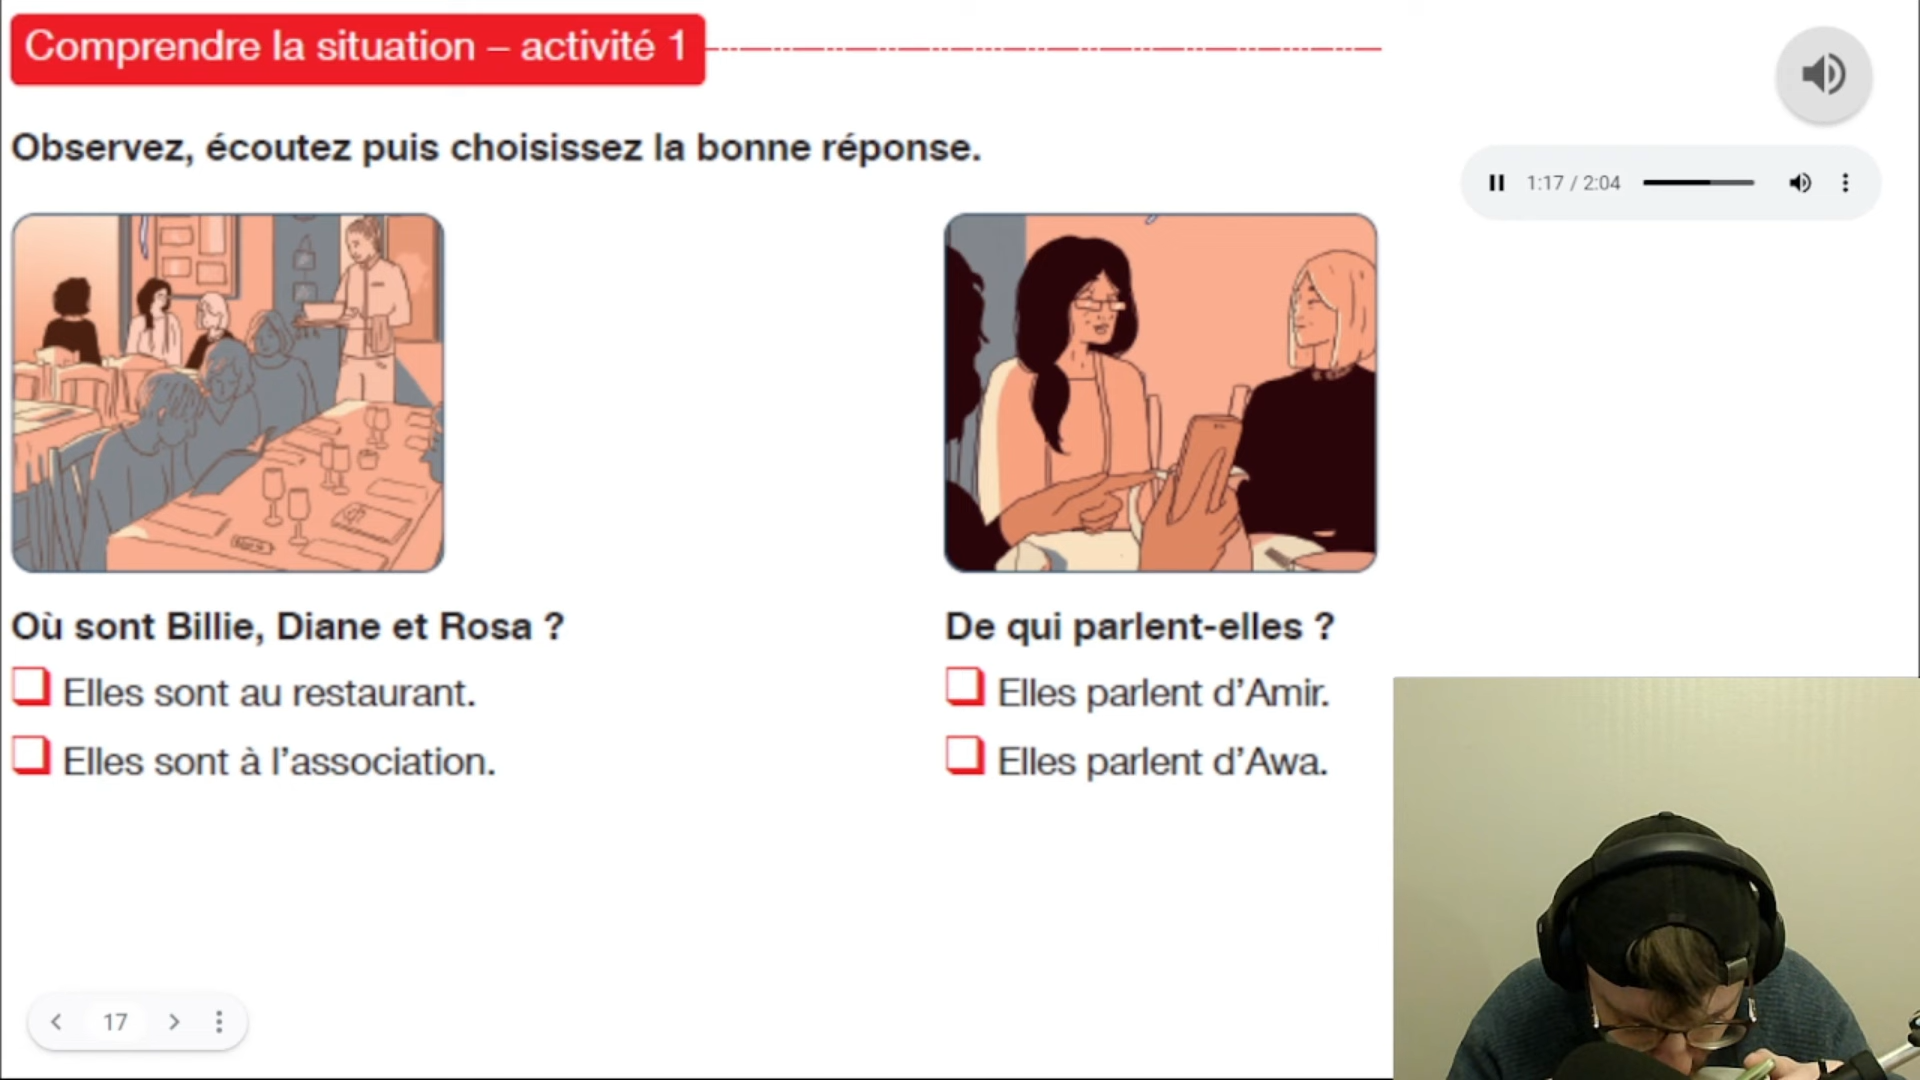 Comprendre la situation – activité 1
Observez, écoutez puis choisissez la bonne réponse.
1:17 / 2:04
Où sont Billie, Diane et Rosa ?
Elles sont au restaurant.
Elles sont à l'association.
De qui parlent-elles ?
Elles parlent d'Amir.
Elles parlent d'Awa.
17